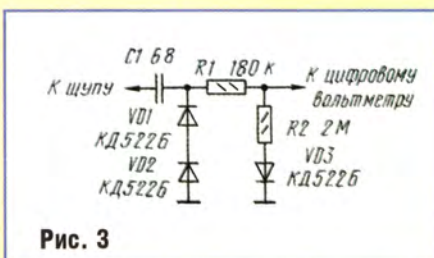 C1 68
R1 180 к
К щупу
К цифровому
вольтметру
VD1
КД522Б
VD2
КД522Б
R2 2М
VD3
КД522Б
Рис. 3